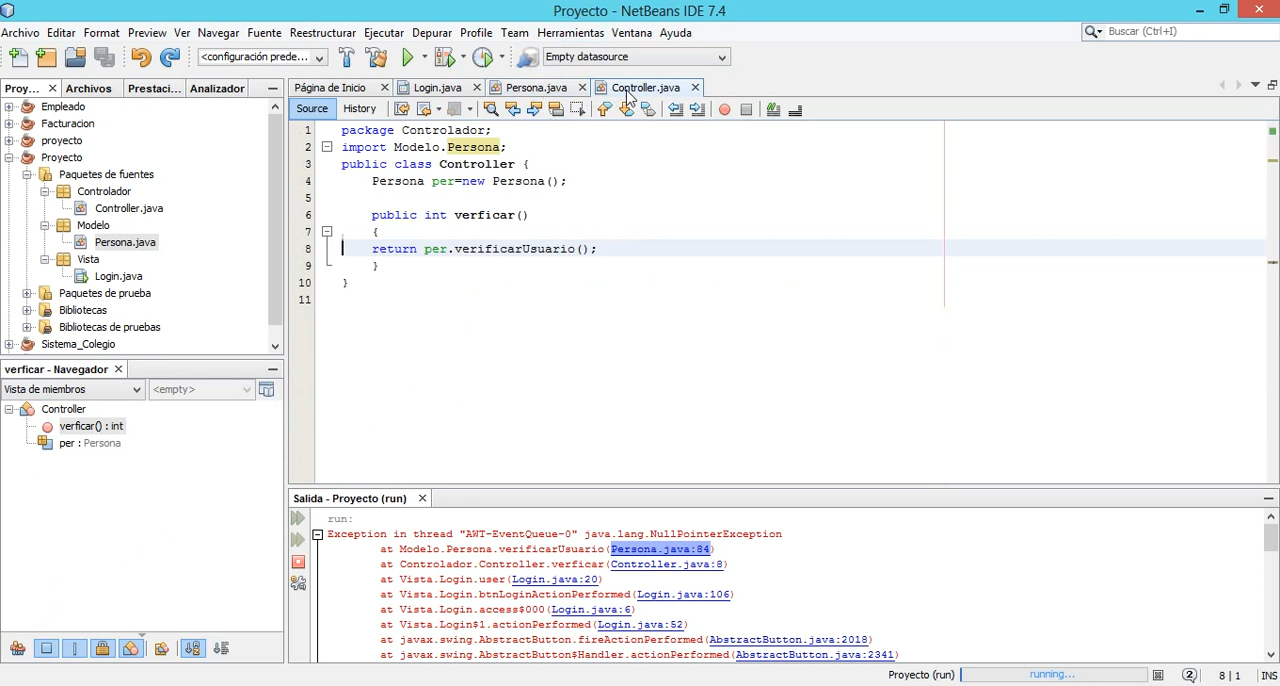 Proyecto - NetBeans IDE 7.4
Archivo Editar Format Preview Ver Navegar Fuente Reestructurar Ejecutar Depurar Profile Team Herramientas Ventana Ayuda
Buscar (Ctrl+I)
<configuración prede... Empty datasource
Proy... Archivos Prestaci... Analizador
Página de Inicio Login.java Persona.java Controller.java
Source History
Empleado
Facturacion
proyecto
Proyecto
Paquetes de fuentes
Controlador
Controller.java
Modelo
Persona.java
Vista
Login.java
Paquetes de prueba
Bibliotecas
Bibliotecas de pruebas
Sistema_Colegio
1 package Controlador;
2 import Modelo.Persona;
3 public class Controller {
4 Persona per=new Persona();
5
6 public int verficar()
7 {
8 return per.verificarUsuario();
9 }
10 }
11
verficar - Navegador
Vista de miembros <empty>
Controller
verficar() : int
per : Persona
Salida - Proyecto (run)
run:
Exception in thread "AWT-EventQueue-0" java.lang.NullPointerException
at Modelo.Persona.verificarUsuario(Persona.java:84)
at Controlador.Controller.verficar(Controller.java:8)
at Vista.Login.user(Login.java:20)
at Vista.Login.btnLoginActionPerformed(Login.java:106)
at Vista.Login.access$000(Login.java:6)
at Vista.Login$1.actionPerformed(Login.java:52)
at javax.swing.AbstractButton.fireActionPerformed(AbstractButton.java:2018)
at javax.swing.AbstractButton$Handler.actionPerformed(AbstractButton.java:2341)
Proyecto (run) running... 2 8 | 1 INS